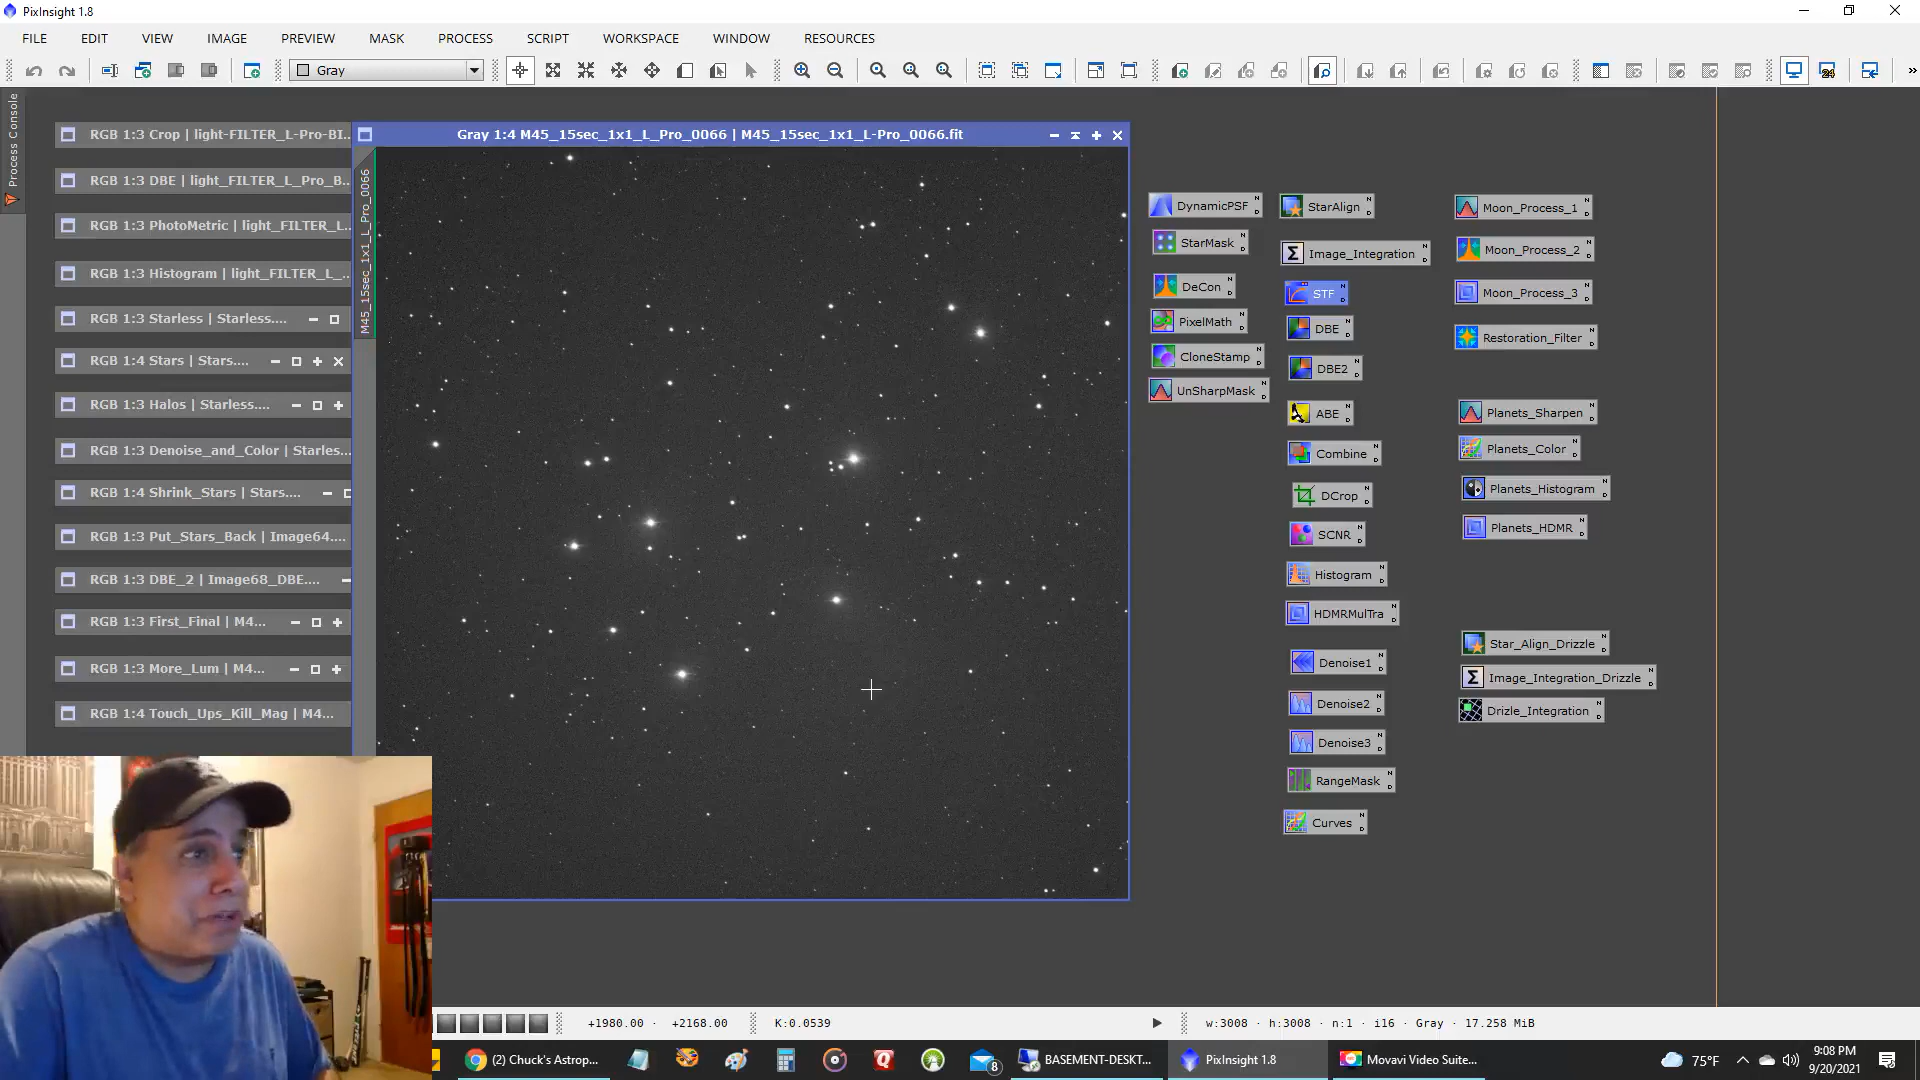 PixInsight 1.8
FILE EDIT VIEW IMAGE PREVIEW MASK PROCESS SCRIPT WORKSPACE WINDOW RESOURCES
Gray
24
Process Console
RGB 1:3 Crop | light-FILTER_L-Pro-BI...
RGB 1:3 DBE | light_FILTER_L_Pro_B...
RGB 1:3 PhotoMetric | light_FILTER_L...
RGB 1:3 Histogram | light_FILTER_L_...
RGB 1:3 Starless | Starless....
RGB 1:4 Stars | Stars....
RGB 1:3 Halos | Starless....
RGB 1:3 Denoise_and_Color | Starles...
RGB 1:4 Shrink_Stars | Stars....
RGB 1:3 Put_Stars_Back | Image64....
RGB 1:3 DBE_2 | Image68_DBE....
RGB 1:3 First_Final | M4...
RGB 1:3 More_Lum | M4...
RGB 1:4 Touch_Ups_Kill_Mag | M4...
Gray 1:4 M45_15sec_1x1_L_Pro_0066 | M45_15sec_1x1_L-Pro_0066.fit
M45_15sec_1x1_L_Pro_0066
DynamicPSF N D
StarMask N D
DeCon N D
PixelMath N D
CloneStamp N D
UnSharpMask N D
StarAlign N D
Image_Integration N D
STF N D
DBE N D
DBE2 N D
ABE N D
Combine N D
DCrop N D
SCNR N D
Histogram N D
HDMRMulTra N D
Denoise1 N D
Denoise2 N D
Denoise3 N D
RangeMask N D
Curves N D
Moon_Process_1 N D
Moon_Process_2 N D
Moon_Process_3 N D
Restoration_Filter N D
Planets_Sharpen N D
Planets_Color N D
Planets_Histogram N D
Planets_HDMR N D
Star_Align_Drizzle N D
Image_Integration_Drizzle N D
Drizle_Integration N D
+1980.00 · +2168.00 K:0.0539 w:3008 · h:3008 · n:1 · i16 · Gray · 17.258 MiB
(2) Chuck's Astrop... Q 8 BASEMENT-DESKT... PixInsight 1.8 Movavi Video Suite... 75°F 9:08 PM
9/20/2021